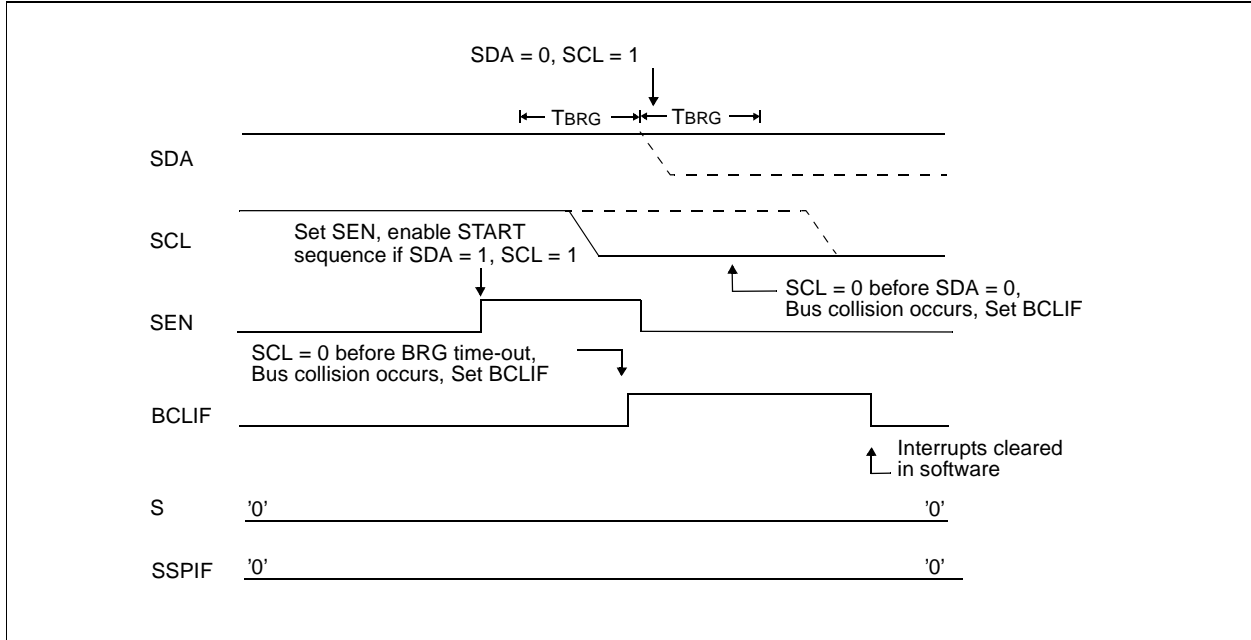 SDA = 0, SCL = 1
TBRG TBRG
SDA
SCL
Set SEN, enable START
sequence if SDA = 1, SCL = 1
SCL = 0 before SDA = 0,
Bus collision occurs, Set BCLIF
SEN
SCL = 0 before BRG time-out,
Bus collision occurs, Set BCLIF
BCLIF
Interrupts cleared
in software
S '0' '0'
SSPIF '0' '0'